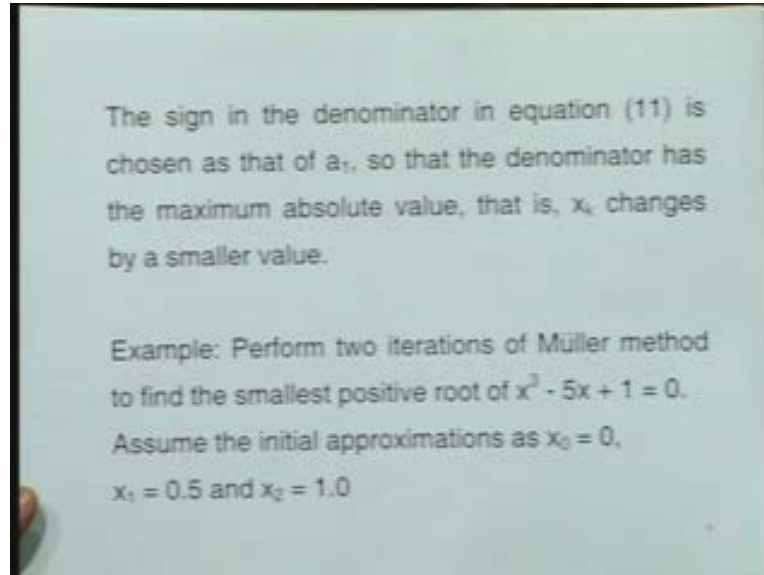 The sign in the denominator in equation (11) is
chosen as that of a₁, so that the denominator has
the maximum absolute value, that is, xₖ changes
by a smaller value.
Example: Perform two iterations of Müller method
to find the smallest positive root of x³ - 5x + 1 = 0.
Assume the initial approximations as x₀ = 0,
x₁ = 0.5 and x₂ = 1.0